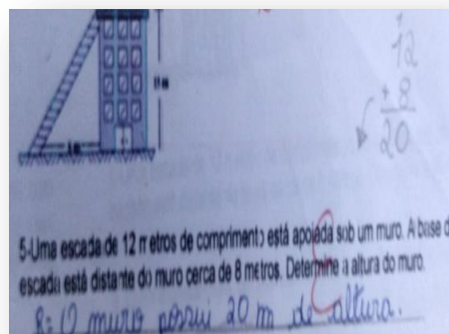 12
+ 8
20
5-Uma escada de 12 metros de comprimento está apoiada sob um muro. A base d
escada está distante do muro cerca de 8 metros. Determine a altura do muro.
R: O muro possui 20 m de altura.